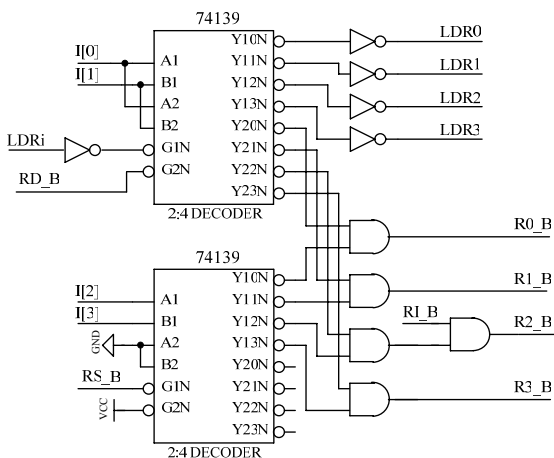 74139
I[0]
I[1]
LDRi
RD_B
A1
B1
A2
B2
G1N
G2N
Y10N
Y11N
Y12N
Y13N
Y20N
Y21N
Y22N
Y23N
2:4 DECODER
LDR0
LDR1
LDR2
LDR3
74139
I[2]
I[3]
GND
RS_B
VCC
A1
B1
A2
B2
G1N
G2N
Y10N
Y11N
Y12N
Y13N
Y20N
Y21N
Y22N
Y23N
2:4 DECODER
R0_B
R1_B
RI_B
R2_B
R3_B